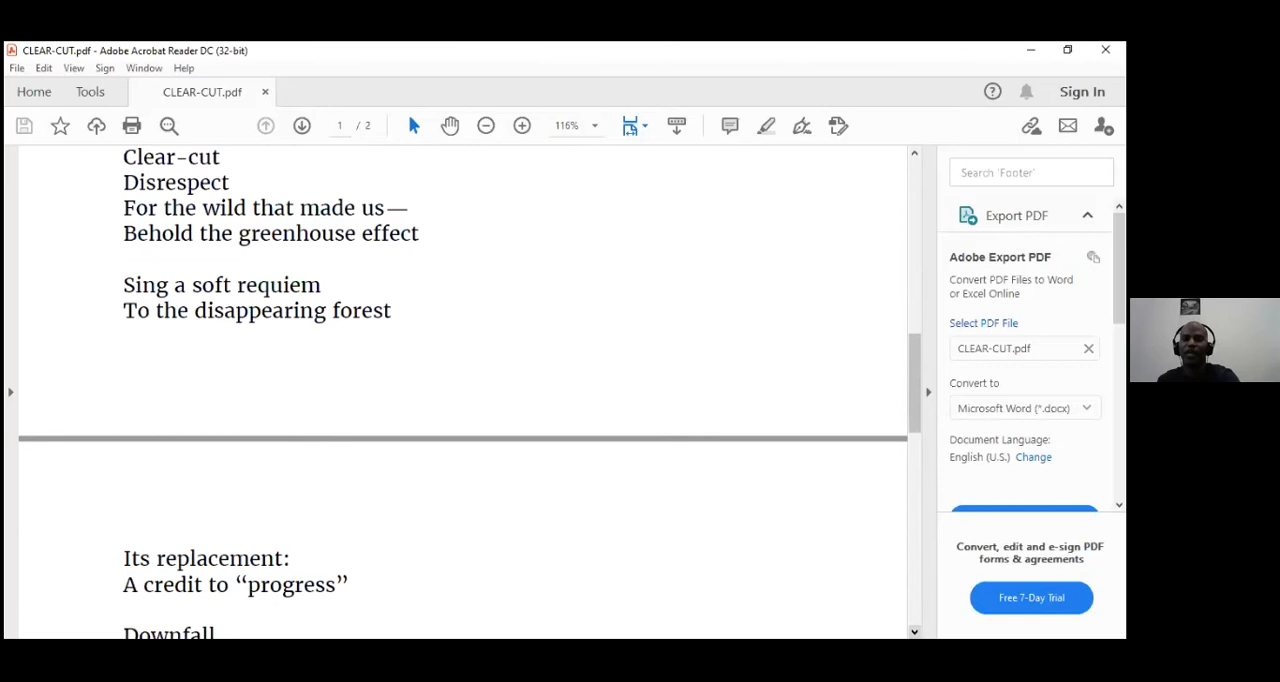 CLEAR-CUT.pdf - Adobe Acrobat Reader DC (32-bit)
File Edit View Sign Window Help
Home Tools CLEAR-CUT.pdf × Sign In
1 / 2 116%
Clear-cut
Disrespect
For the wild that made us—
Behold the greenhouse effect
Sing a soft requiem
To the disappearing forest
Its replacement:
A credit to “progress”
Downfall
Search 'Footer'
Export PDF
Adobe Export PDF
Convert PDF Files to Word
or Excel Online
Select PDF File
CLEAR-CUT.pdf
Convert to
Microsoft Word (*.docx)
Document Language:
English (U.S.) Change
Convert, edit and e-sign PDF
forms & agreements
Free 7-Day Trial